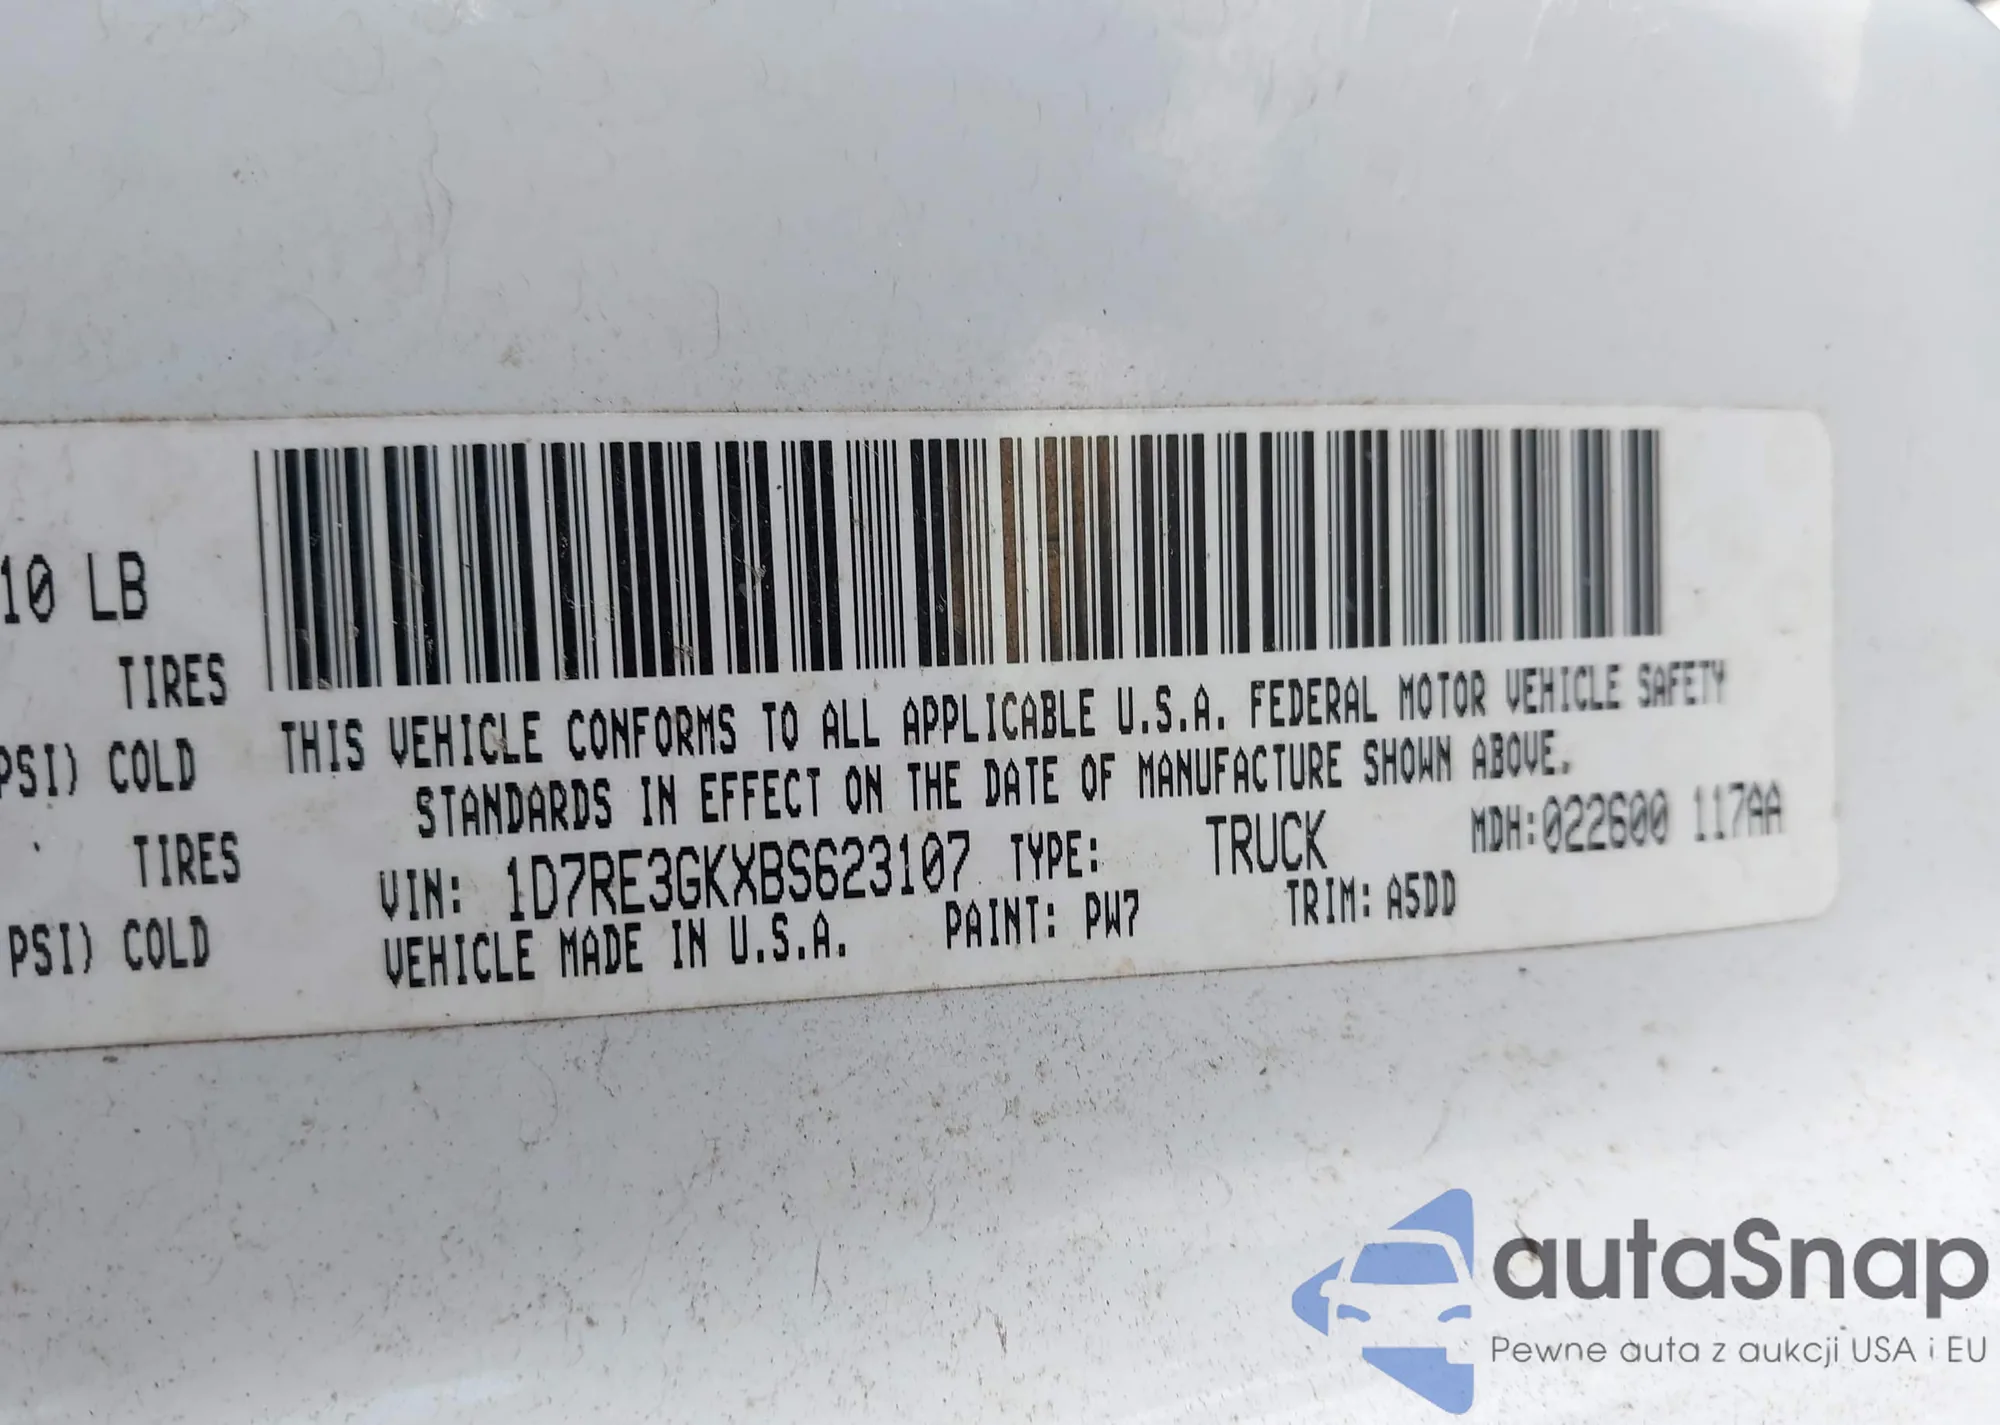 10 LB
TIRES
PSI) COLD
TIRES
PSI) COLD
THIS VEHICLE CONFORMS TO ALL APPLICABLE U.S.A. FEDERAL MOTOR VEHICLE SAFETY
STANDARDS IN EFFECT ON THE DATE OF MANUFACTURE SHOWN ABOVE.
VIN: 1D7RE3GKXBS623107 TYPE: TRUCK MDH:022600 117AA
VEHICLE MADE IN U.S.A. PAINT: PW7 TRIM: A5DD
autaSnap
Pewne auta z aukcji USA i EU